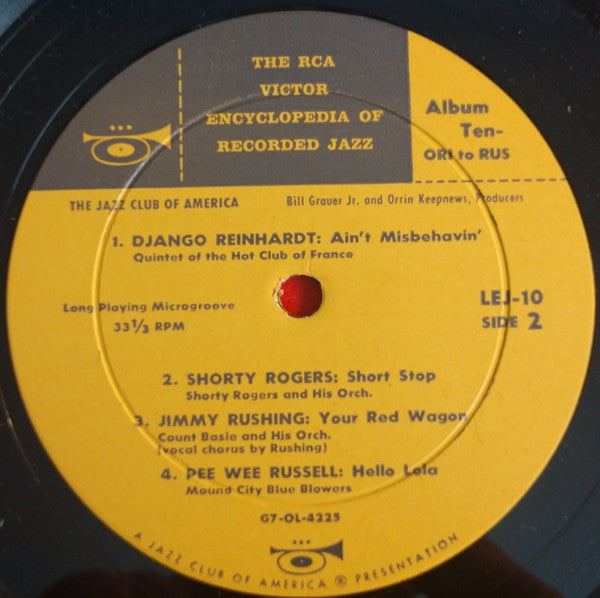 THE RCA
VICTOR
ENCYCLOPEDIA OF
RECORDED JAZZ
Album
Ten-
ORI to RUS
THE JAZZ CLUB OF AMERICA
Bill Grauer Jr. and Orrin Keepnews, Producers
1. DJANGO REINHARDT: Ain't Misbehavin'
Quintet of the Hot Club of France
Long Playing Microgroove
33 1/3 RPM
LEJ-10
SIDE 2
2. SHORTY ROGERS: Short Stop
Shorty Rogers and His Orch.
3. JIMMY RUSHING: Your Red Wagon
Count Basie and His Orch.
(vocal chorus by Rushing)
4. PEE WEE RUSSELL: Hello Lola
Mound City Blue Blowers
G7-OL-4225
A JAZZ CLUB OF AMERICA ® PRESENTATION